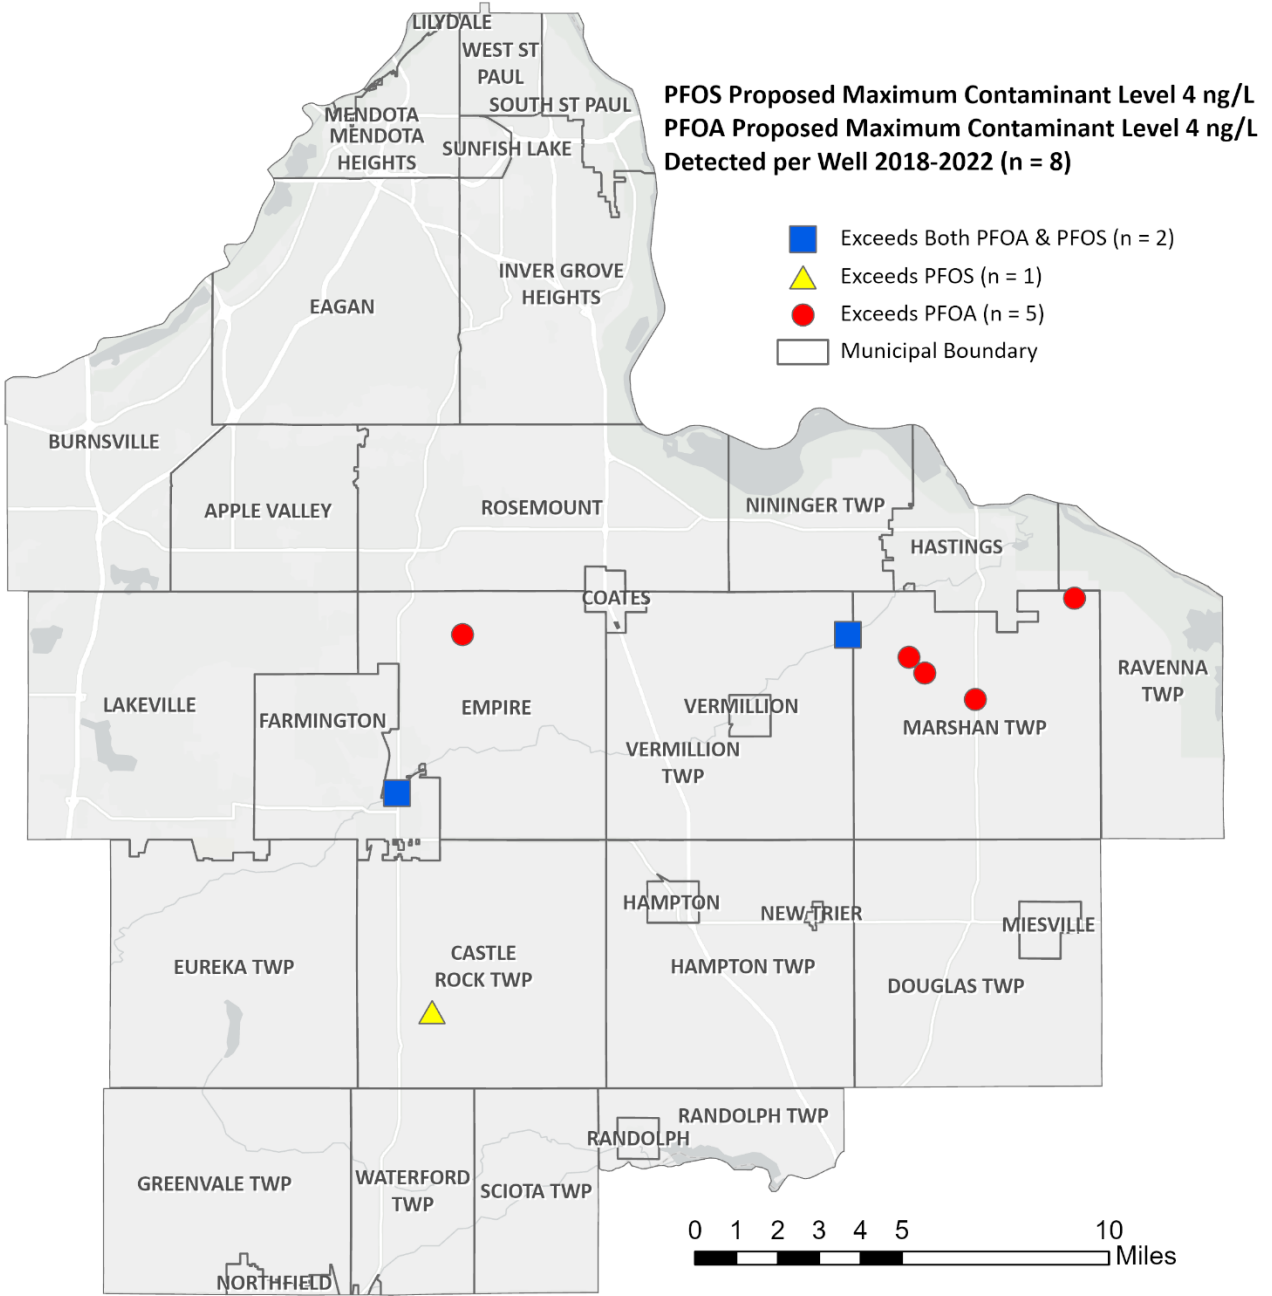 LILYDALE
WEST ST
PAUL
SOUTH ST PAUL
MENDOTA
MENDOTA
HEIGHTS
SUNFISH LAKE
PFOS Proposed Maximum Contaminant Level 4 ng/L
PFOA Proposed Maximum Contaminant Level 4 ng/L
Detected per Well 2018-2022 (n = 8)
Exceeds Both PFOA & PFOS (n = 2)
Exceeds PFOS (n = 1)
Exceeds PFOA (n = 5)
Municipal Boundary
INVER GROVE
HEIGHTS
EAGAN
BURNSVILLE
APPLE VALLEY
ROSEMOUNT
NININGER TWP
HASTINGS
COATES
RAVENNA
TWP
LAKEVILLE
FARMINGTON
EMPIRE
VERMILLION
VERMILLION
TWP
MARSHAN TWP
HAMPTON
NEW TRIER
MIESVILLE
EUREKA TWP
CASTLE
ROCK TWP
HAMPTON TWP
DOUGLAS TWP
RANDOLPH TWP
RANDOLPH
GREENVALE TWP
WATERFORD
TWP
SCIOTA TWP
NORTHFIELD
0 1 2 3 4 5 10
Miles